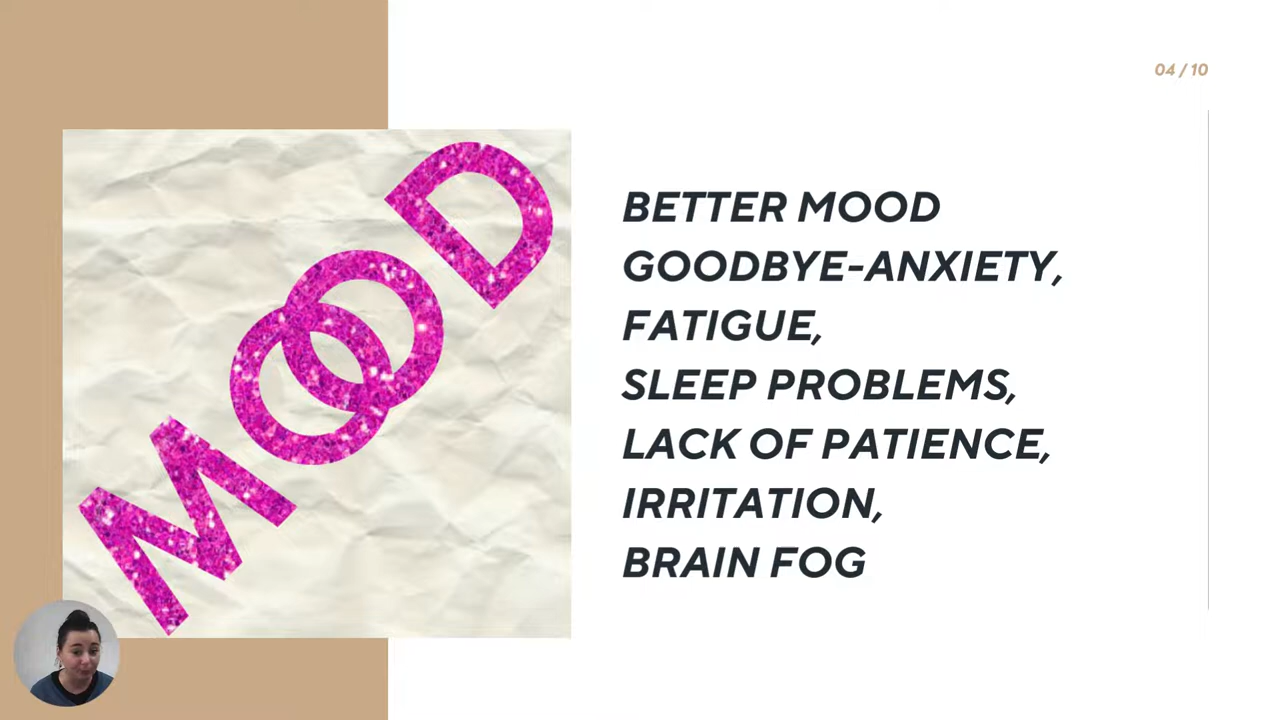 04 / 10
MOOD
BETTER MOOD
GOODBYE-ANXIETY,
FATIGUE,
SLEEP PROBLEMS,
LACK OF PATIENCE,
IRRITATION,
BRAIN FOG